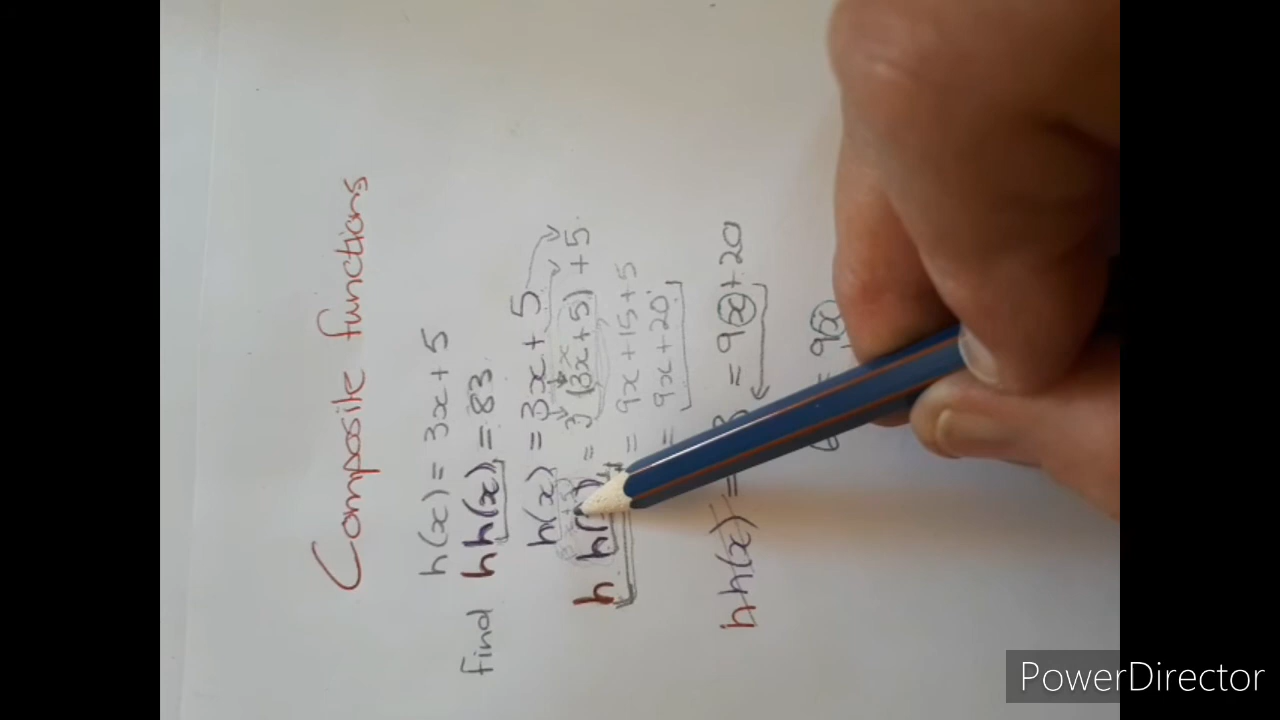 Composite functions
h(x) = 3x + 5
find hh(x) = 83
h(x) = 3x + 5
h h( ) = 3(3x + 5) + 5
x
= 9x + 15 + 5
= 9x + 20
hh(x) = = 9x + 20
= 9x
PowerDirector